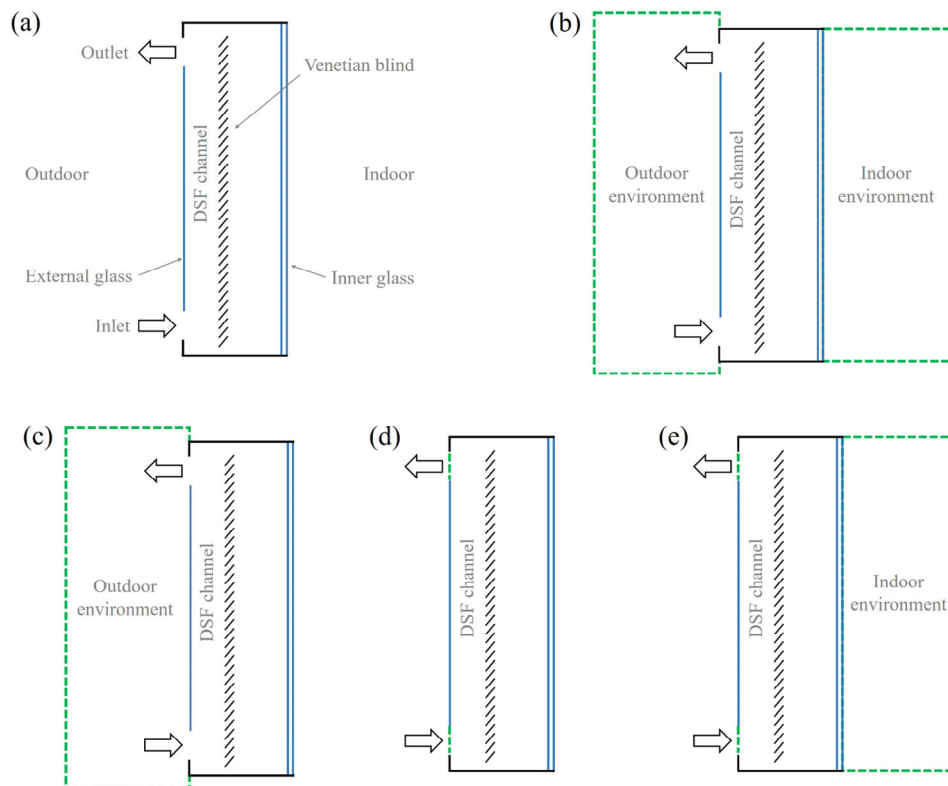 (a)
Outlet
Venetian blind
Outdoor
DSF channel
Indoor
External glass
Inner glass
Inlet
(b)
Outdoor
environment
DSF channel
Indoor
environment
(c)
Outdoor
environment
DSF channel
(d)
DSF channel
(e)
DSF channel
Indoor
environment